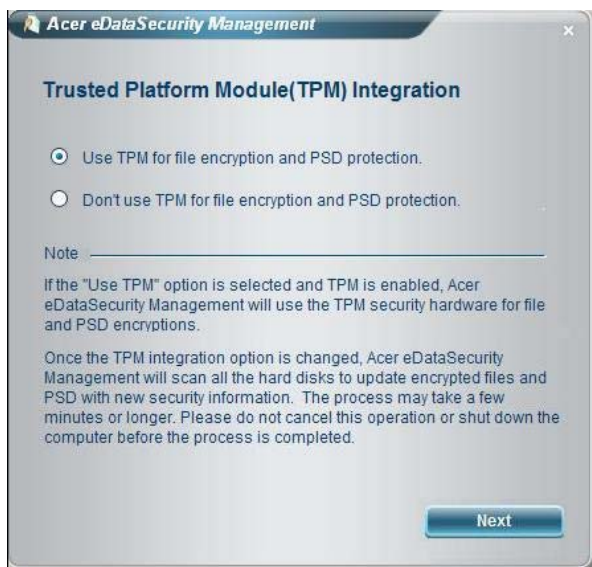 Acer eDataSecurity Management
Trusted Platform Module(TPM) Integration
Use TPM for file encryption and PSD protection.
Don't use TPM for file encryption and PSD protection.
Note
If the "Use TPM" option is selected and TPM is enabled, Acer
eDataSecurity Management will use the TPM security hardware for file
and PSD encryptions.
Once the TPM integration option is changed, Acer eDataSecurity
Management will scan all the hard disks to update encrypted files and
PSD with new security information. The process may take a few
minutes or longer. Please do not cancel this operation or shut down the
computer before the process is completed.
Next